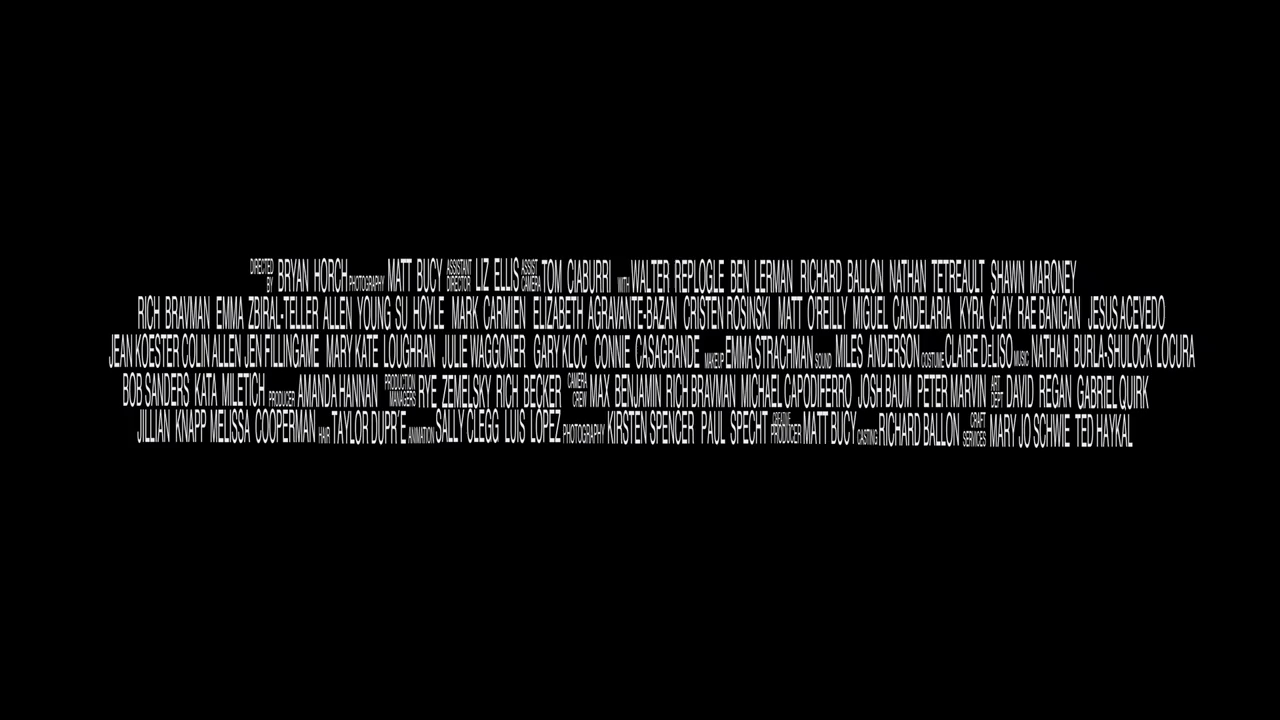 DIRECTED BY BRYAN HORCH PHOTOGRAPHY MATT BUCY ASSISTANT DIRECTOR LIZ ELLIS ASSIST CAMERA TOM CIABURRI WITH WALTER REPLOGLE BEN LERMAN RICHARD BALLON NATHAN TETREAULT SHAWN MARONEY
RICH BRAVMAN EMMA ZBIRAL-TELLER ALLEN YOUNG SU HOYLE MARK CARMIEN ELIZABETH AGRAVANTE-BAZAN CRISTEN ROSINSKI MATT O'REILLY MIGUEL CANDELARIA KYRA CLAY RAE BANIGAN JESUS ACEVEDO
JEAN KOESTER COLIN ALLEN JEN FILLINGAME MARY KATE LOUGHRAN JULIE WAGGONER GARY KLOC CONNIE CASAGRANDE MAKEUP EMMA STRACHMAN SOUND MILES ANDERSON COSTUME CLAIRE DeLISO MUSIC NATHAN BURLA-SHULOCK LOCURA
BOB SANDERS KATA MILETICH PRODUCER AMANDA HANNAN PRODUCTION MANAGERS RYE ZEMELSKY RICH BECKER CAMERA CREW MAX BENJAMIN RICH BRAVMAN MICHAEL CAPODIFERRO JOSH BAUM PETER MARVIN ART DEPT DAVID REGAN GABRIEL QUIRK
JILLIAN KNAPP MELISSA COOPERMAN HAIR TAYLOR DURR'E ANIMATION SALLY CLEGG LUIS LOPEZ PHOTOGRAPHY KIRSTEN SPENCER PAUL SPECHT CREATIVE PRODUCER MATT BUCY CASTING RICHARD BALLON CRAFT SERVICES MARY JO SCHWIE TED HAYKAL